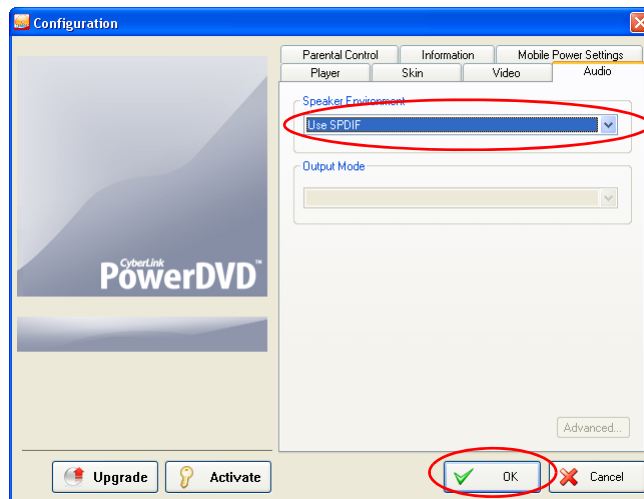 Configuration
Parental Control Information Mobile Power Settings
Player Skin Video Audio
Speaker Environment
Use SPDIF
Output Mode
CyberLink
PowerDVD™
Advanced...
Upgrade Activate OK Cancel